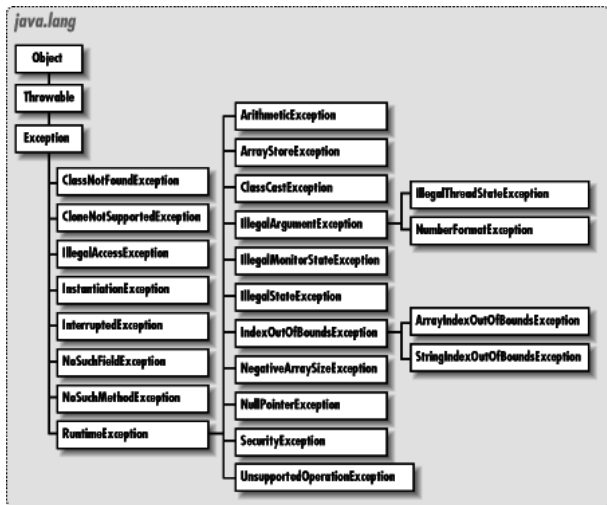 java.lang
Object
Throwable
Exception
ClassNotFoundException
CloneNotSupportedException
IllegalAccessException
InstantiationException
InterruptedException
NoSuchFieldException
NoSuchMethodException
RuntimeException
ArithmeticException
ArrayStoreException
ClassCastException
IllegalArgumentException
IllegalMonitorStateException
IllegalStateException
IndexOutOfBoundsException
NegativeArraySizeException
NullPointerException
SecurityException
UnsupportedOperationException
IllegalThreadStateException
NumberFormatException
ArrayIndexOutOfBoundsException
StringIndexOutOfBoundsException